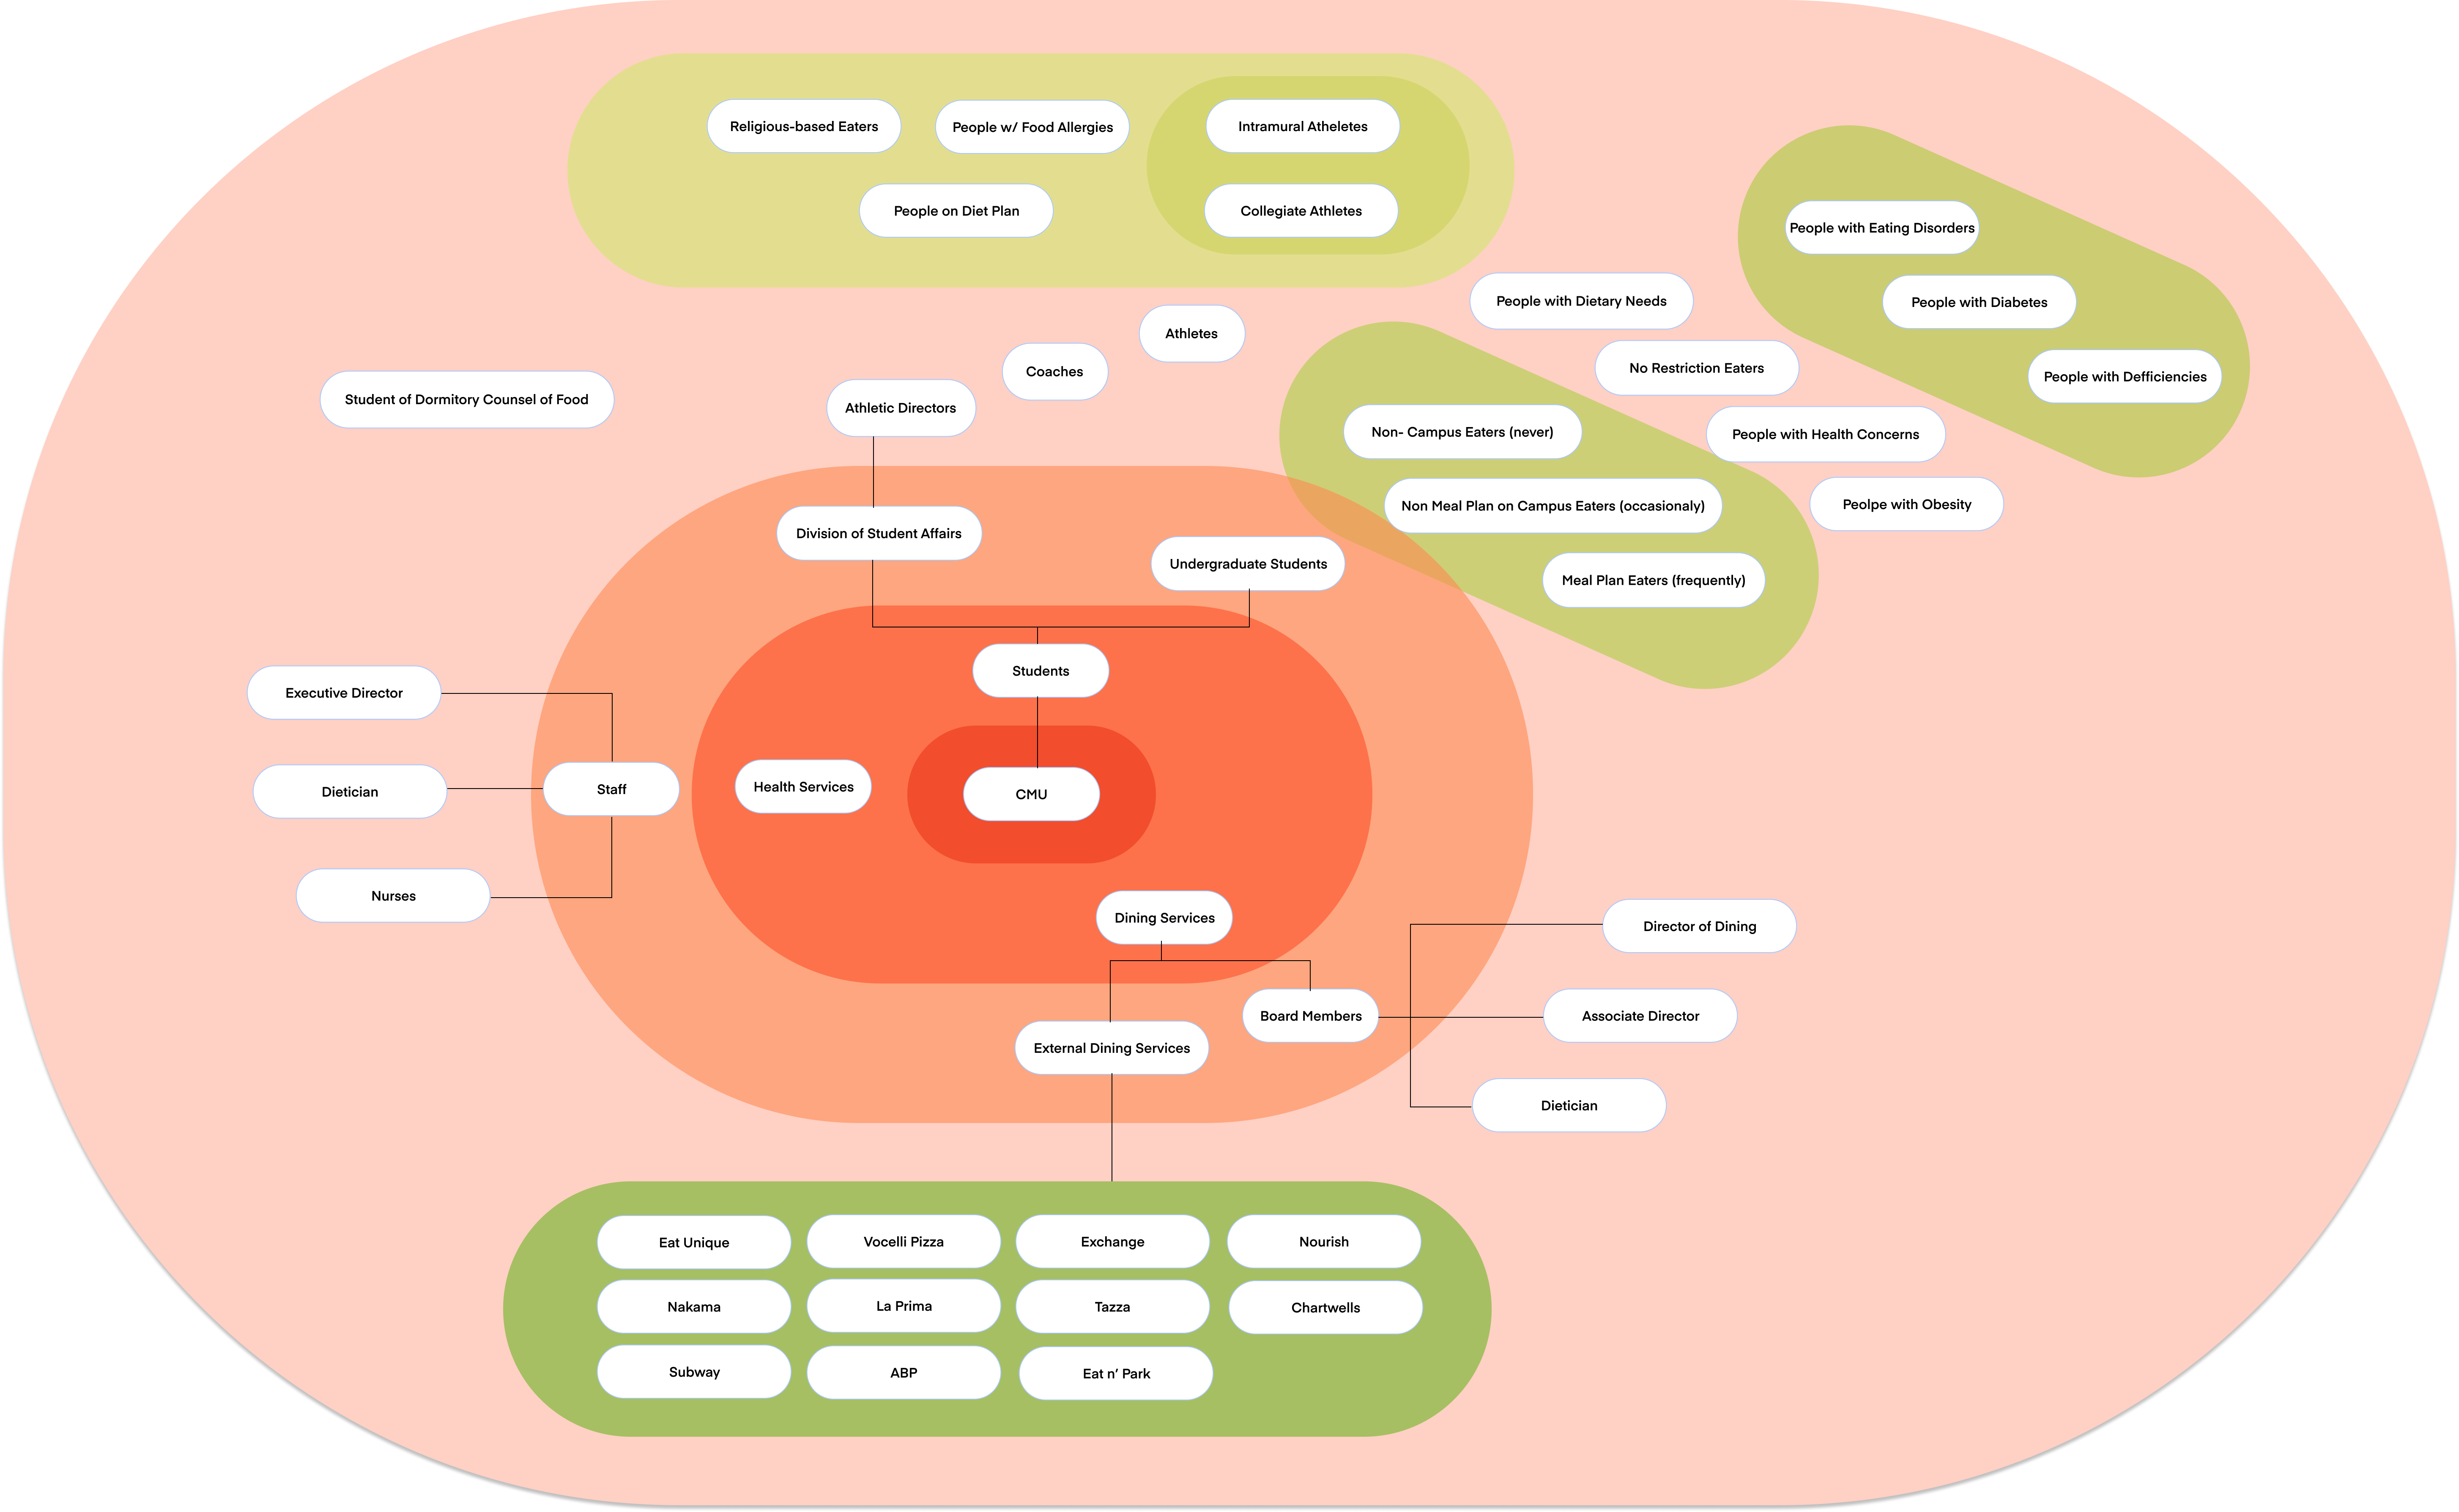 Religious-based Eaters
People w/ Food Allergies
Intramural Atheletes
People on Diet Plan
Collegiate Athletes
People with Eating Disorders
People with Diabetes
People with Defficiencies
People with Dietary Needs
No Restriction Eaters
People with Health Concerns
Peolpe with Obesity
Athletes
Coaches
Athletic Directors
Student of Dormitory Counsel of Food
Non- Campus Eaters (never)
Non Meal Plan on Campus Eaters (occasionaly)
Meal Plan Eaters (frequently)
Division of Student Affairs
Undergraduate Students
Students
Executive Director
Dietician
Nurses
Staff
Health Services
CMU
Dining Services
Board Members
External Dining Services
Director of Dining
Associate Director
Dietician
Eat Unique
Vocelli Pizza
Exchange
Nourish
Nakama
La Prima
Tazza
Chartwells
Subway
ABP
Eat n’ Park